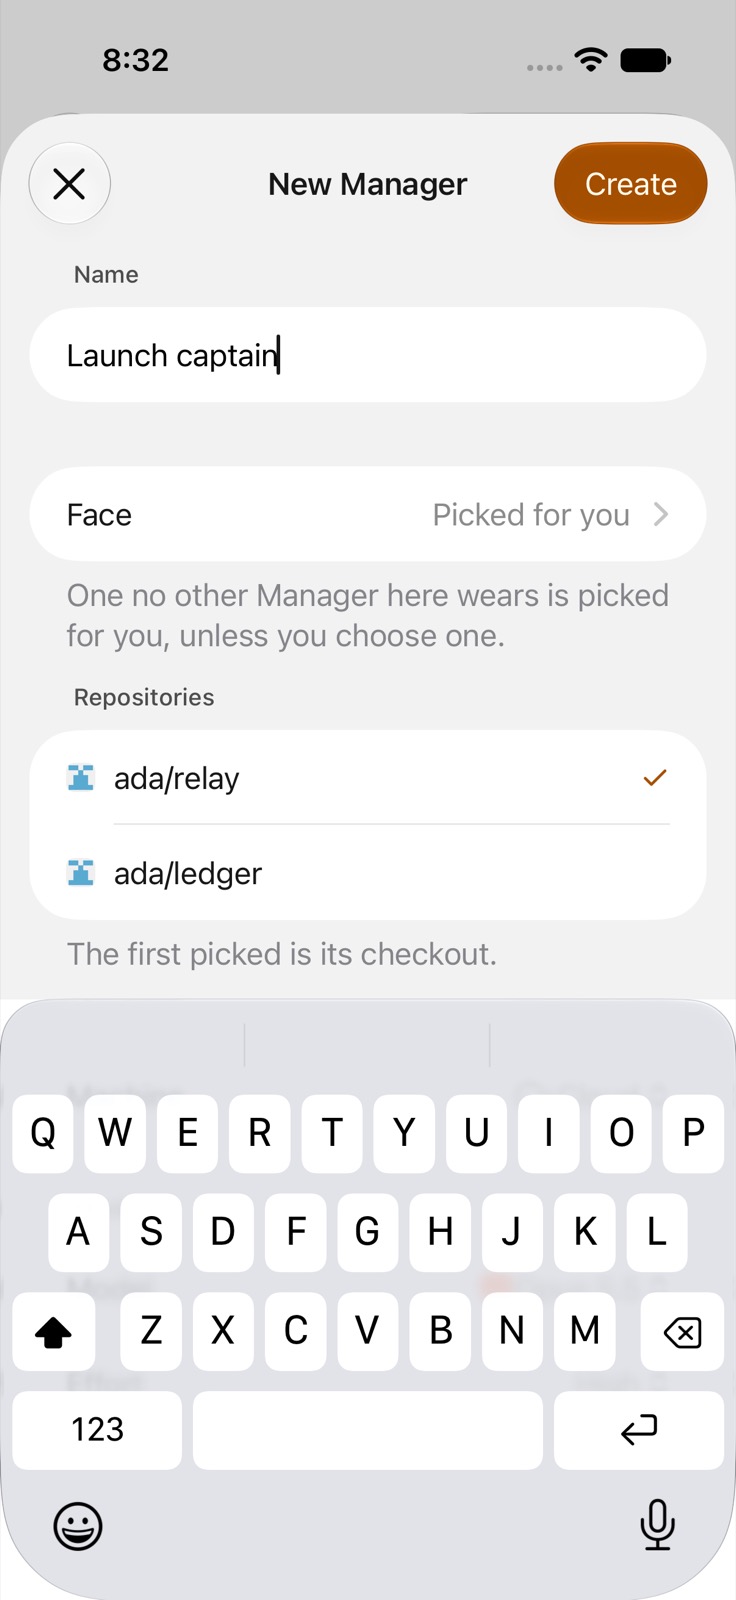 8:32
New Manager
Create
Name
Launch captain
Face
Picked for you
One no other Manager here wears is picked
for you, unless you choose one.
Repositories
ada/relay
ada/ledger
The first picked is its checkout.
Q W E R T Y U I O P
A S D F G H J K L
Z X C V B N M
123